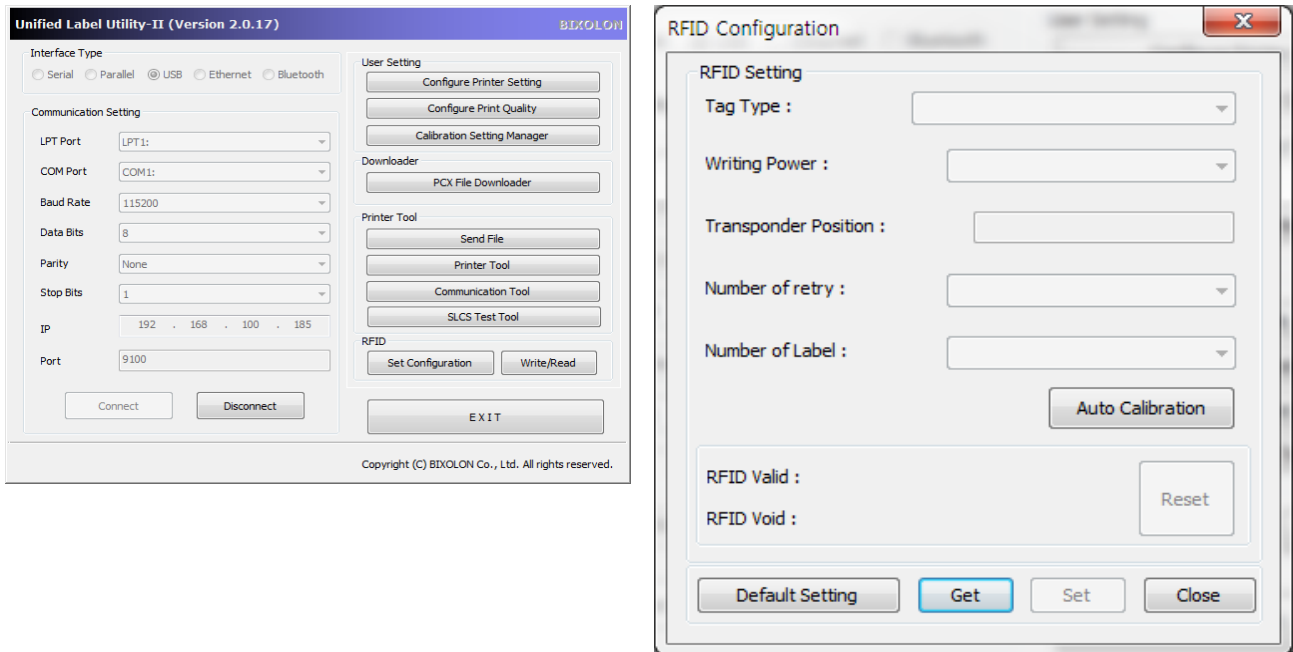 Unified Label Utility-II (Version 2.0.17)
BIXOLON
Interface Type
Serial
Parallel
USB
Ethernet
Bluetooth
Communication Setting
LPT Port
LPT1:
COM Port
COM1:
Baud Rate
115200
Data Bits
8
Parity
None
Stop Bits
1
IP
192 . 168 . 100 . 185
Port
9100
Connect
Disconnect
User Setting
Configure Printer Setting
Configure Print Quality
Calibration Setting Manager
Downloader
PCX File Downloader
Printer Tool
Send File
Printer Tool
Communication Tool
SLCS Test Tool
RFID
Set Configuration
Write/Read
EXIT
Copyright (C) BIXOLON Co., Ltd. All rights reserved.
RFID Configuration
RFID Setting
Tag Type :
Writing Power :
Transponder Position :
Number of retry :
Number of Label :
Auto Calibration
RFID Valid :
RFID Void :
Reset
Default Setting
Get
Set
Close